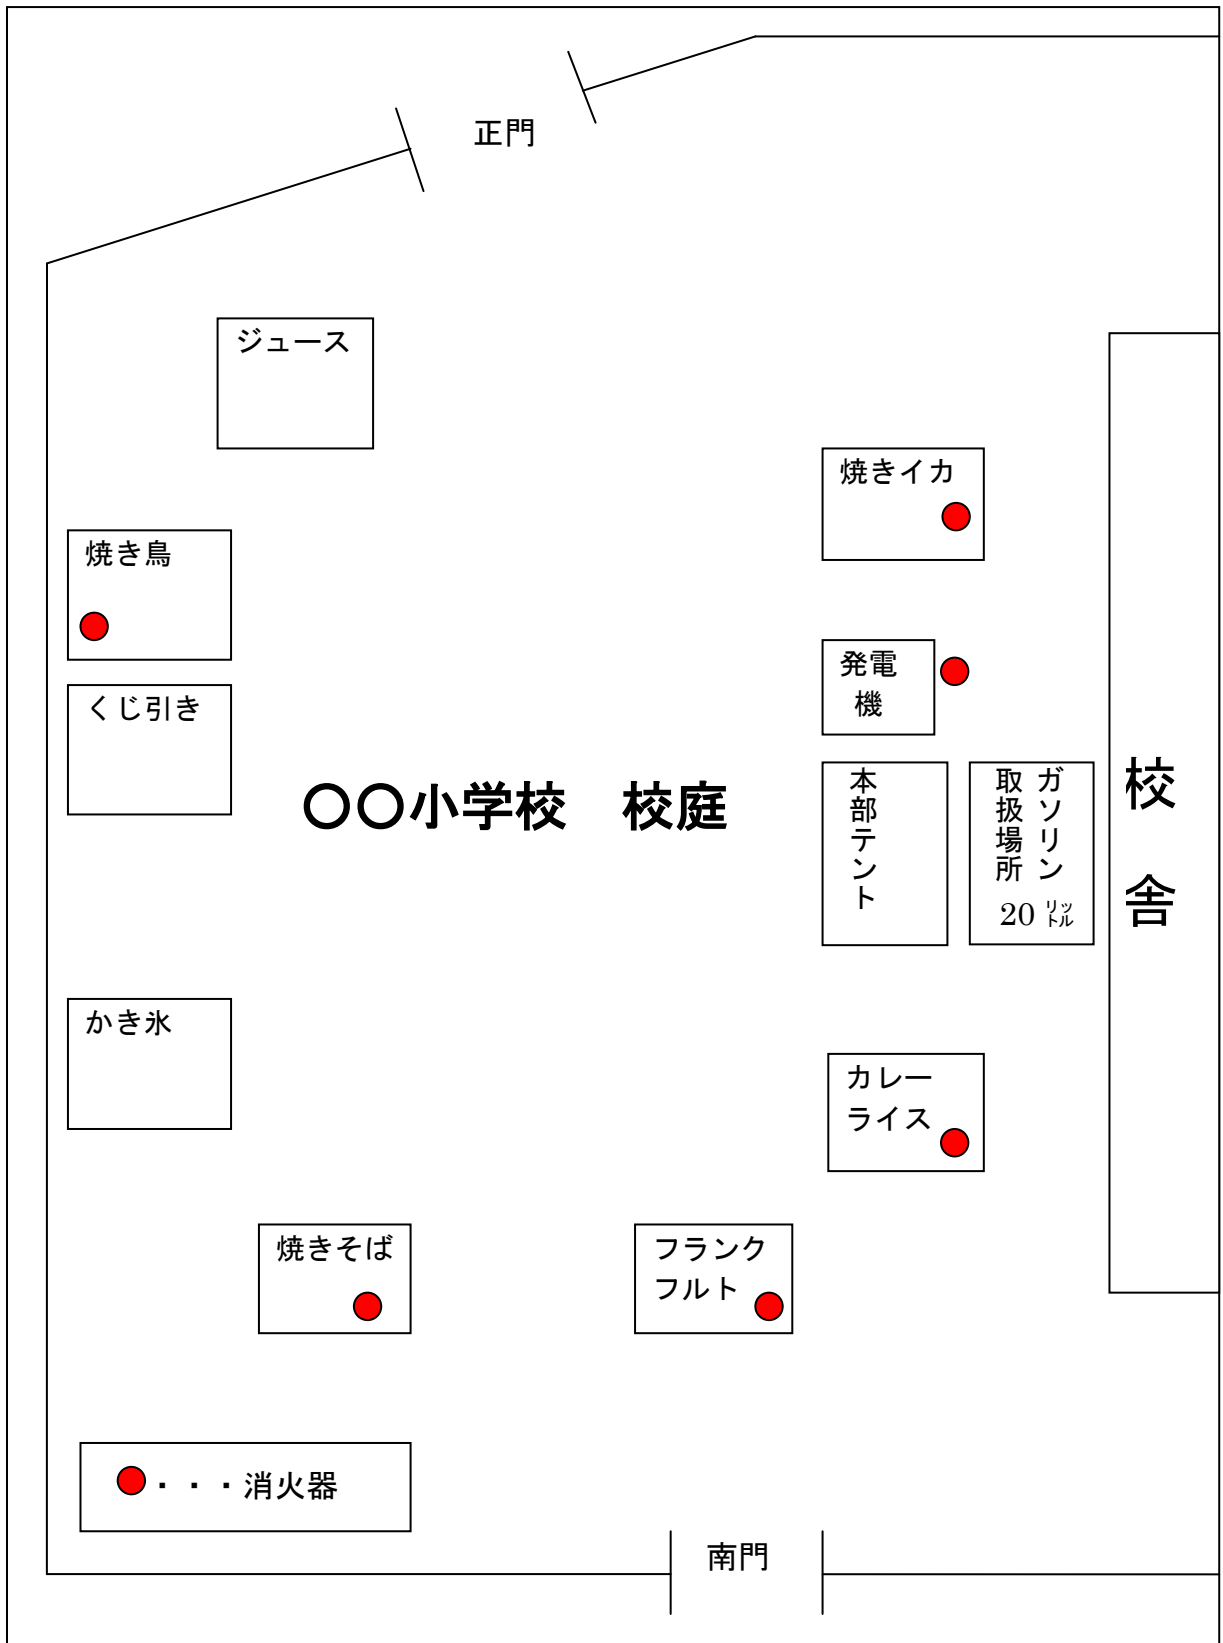 正門
ジュース
焼きイカ
焼き鳥
発電
機
くじ引き
〇〇小学校　校庭
本部テント
ガソリン
取扱場所
20 リットル
校舎
かき氷
カレー
ライス
焼きそば
フランク
フルト
・・・消火器
南門